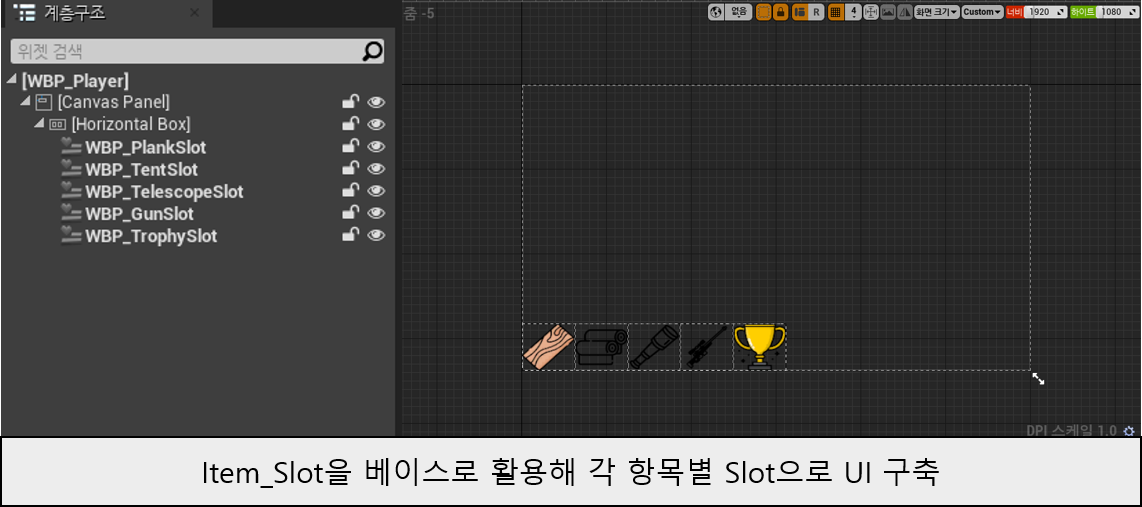 계층구조
줌 -5
없음
R
4
화면 크기
Custom
너비 1920
하이트 1080
위젯 검색
[WBP_Player]
[Canvas Panel]
[Horizontal Box]
WBP_PlankSlot
WBP_TentSlot
WBP_TelescopeSlot
WBP_GunSlot
WBP_TrophySlot
DPI 스케일 1.0
Item_Slot을 베이스로 활용해 각 항목별 Slot으로 UI 구축